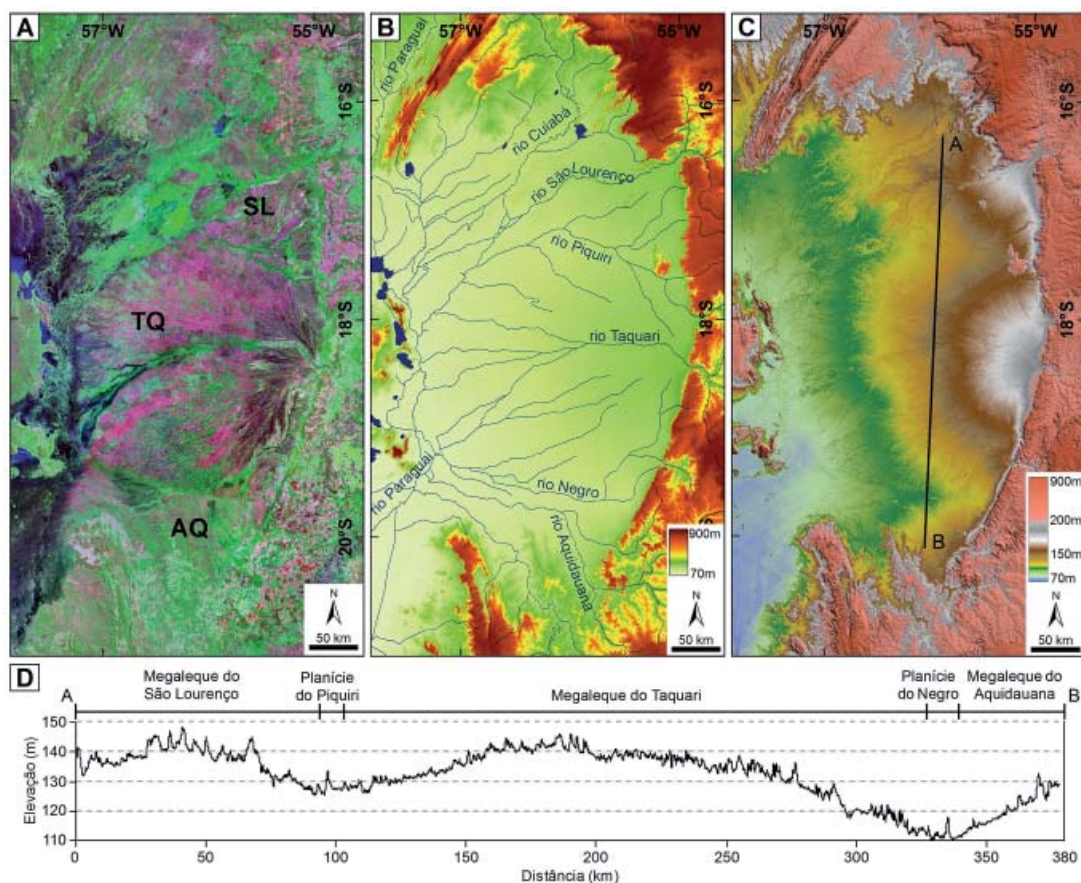 A
57°W
55°W
16°S
18°S
20°S
SL
TQ
AQ
N
50 km
B
57°W
55°W
16°S
18°S
rio Paraguai
rio Cuiabá
rio São Lourenço
rio Piquiri
rio Taquari
rio Negro
rio Paraguai
rio Aquidauana
900m
70m
N
50 km
C
57°W
55°W
16°S
18°S
A
B
900m
200m
150m
100m
70m
N
50 km
D
A
Megaleque do
São Lourenço
Planície
do Piquiri
Megaleque do Taquari
Planície
do Negro
Megaleque do
Aquidauana
B
Elevação (m)
150
140
130
120
110
0
50
100
150
200
250
300
350
380
Distância (km)